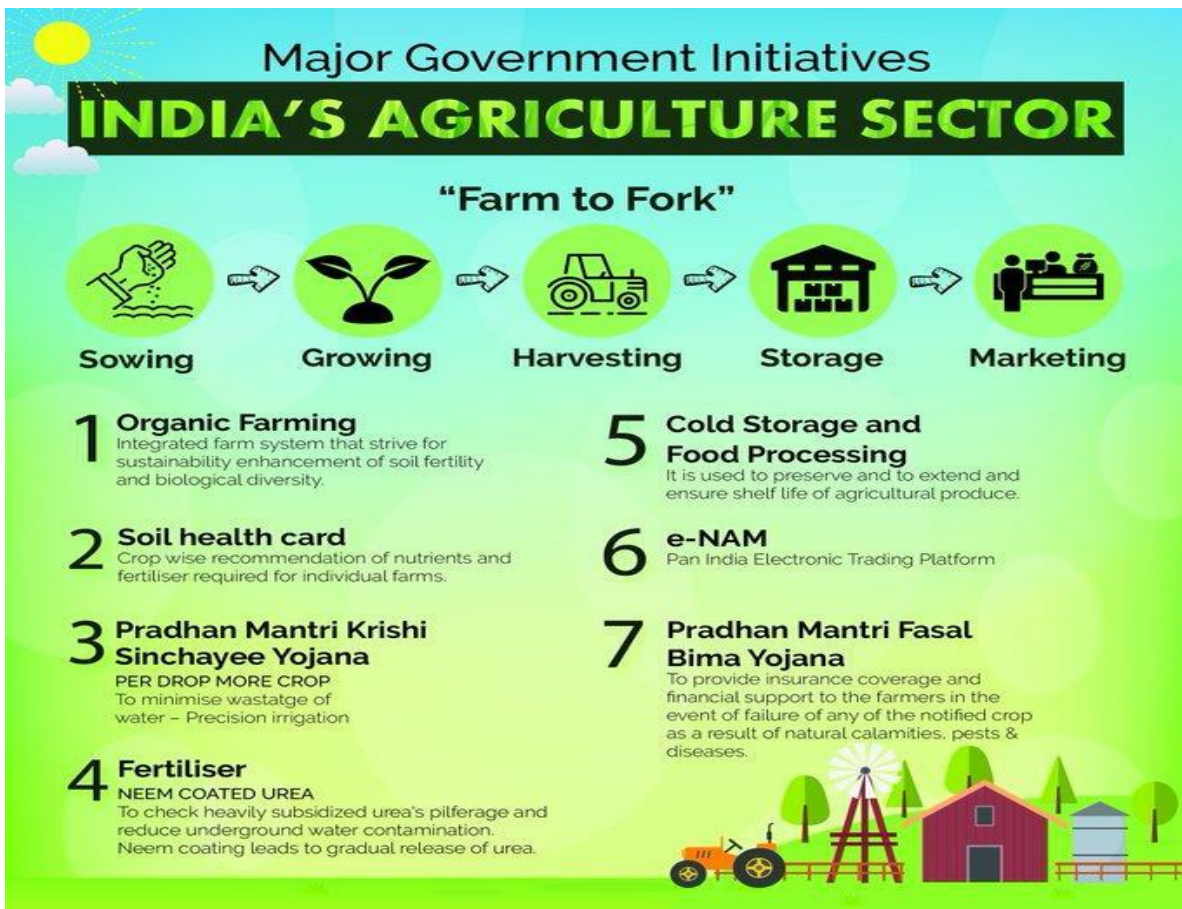 Major Government Initiatives
INDIA'S AGRICULTURE SECTOR
“Farm to Fork”
Sowing
Growing
Harvesting
Storage
Marketing
1 Organic Farming
Integrated farm system that strive for
sustainability enhancement of soil fertility
and biological diversity.
2 Soil health card
Crop wise recommendation of nutrients and
fertiliser required for individual farms.
3 Pradhan Mantri Krishi
Sinchayee Yojana
PER DROP MORE CROP
To minimise wastatge of
water – Precision irrigation
4 Fertiliser
NEEM COATED UREA
To check heavily subsidized urea's pilferage and
reduce underground water contamination.
Neem coating leads to gradual release of urea.
5 Cold Storage and
Food Processing
It is used to preserve and to extend and
ensure shelf life of agricultural produce.
6 e-NAM
Pan India Electronic Trading Platform
7 Pradhan Mantri Fasal
Bima Yojana
To provide insurance coverage and
financial support to the farmers in the
event of failure of any of the notified crop
as a result of natural calamities, pests &
diseases.